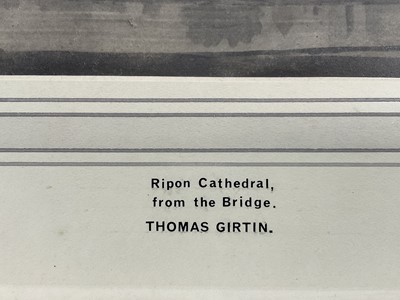 Ripon Cathedral,
from the Bridge.
THOMAS GIRTIN.